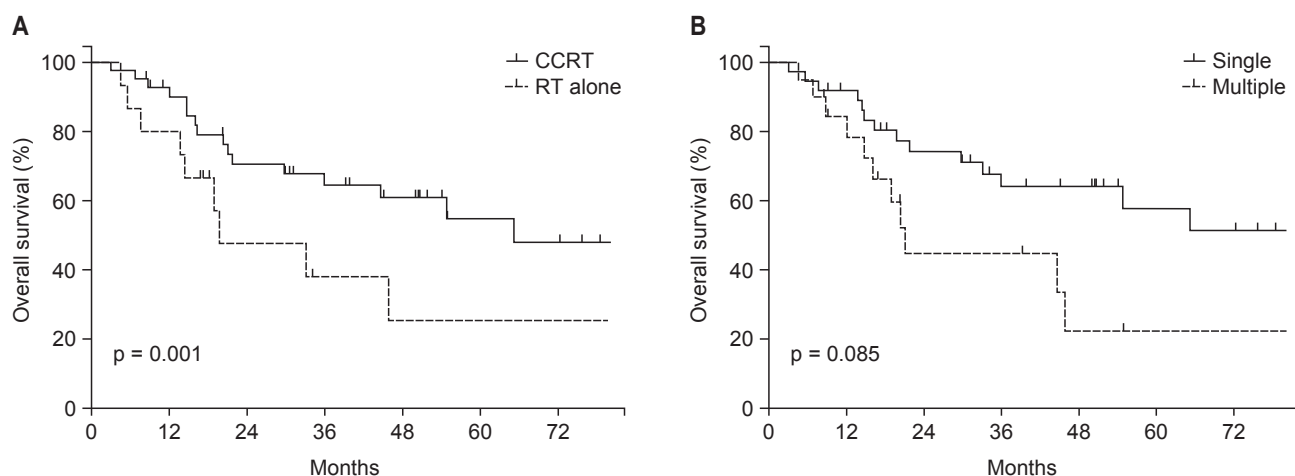 A
Overall survival (%)
100
80
60
40
20
0
CCRT
RT alone
p = 0.001
0 12 24 36 48 60 72
Months
B
Overall survival (%)
100
80
60
40
20
0
Single
Multiple
p = 0.085
0 12 24 36 48 60 72
Months